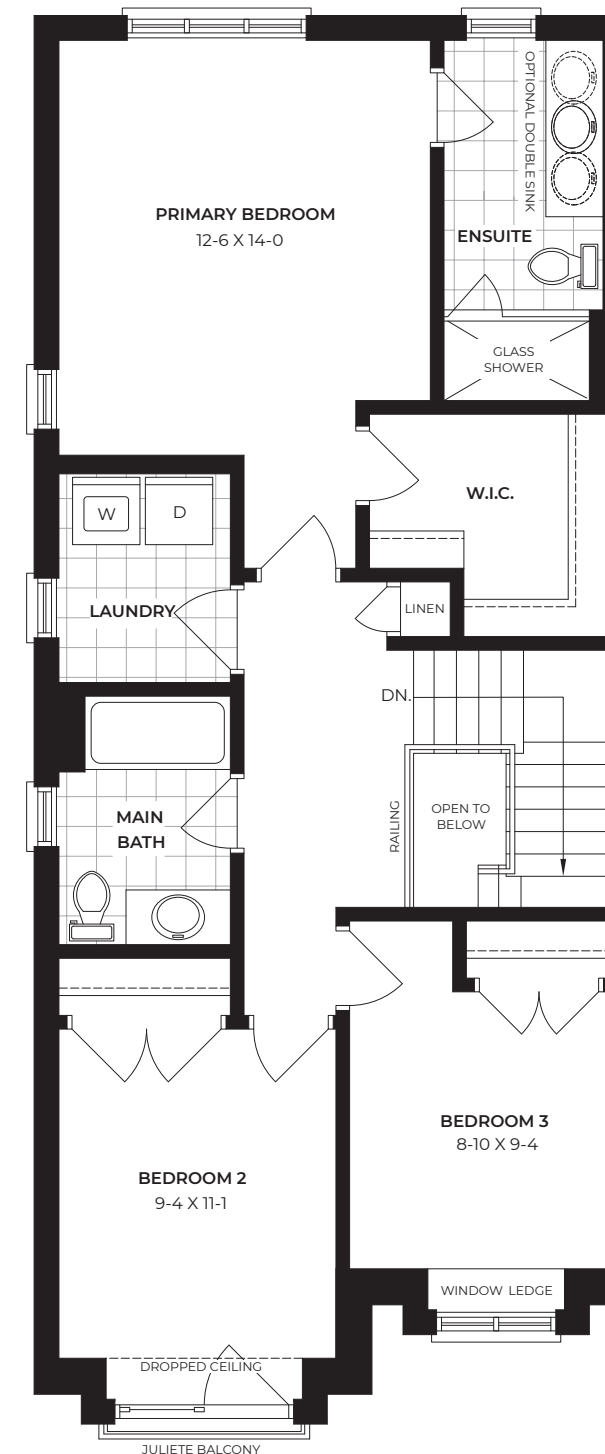 OPTIONAL DOUBLE SINK
PRIMARY BEDROOM
12-6 X 14-0
ENSUITE
GLASS
SHOWER
W.I.C.
W
D
LAUNDRY
LINEN
DN.
MAIN
BATH
RAILING
OPEN TO
BELOW
BEDROOM 3
8-10 X 9-4
BEDROOM 2
9-4 X 11-1
WINDOW LEDGE
DROPPED CEILING
JULIETE BALCONY